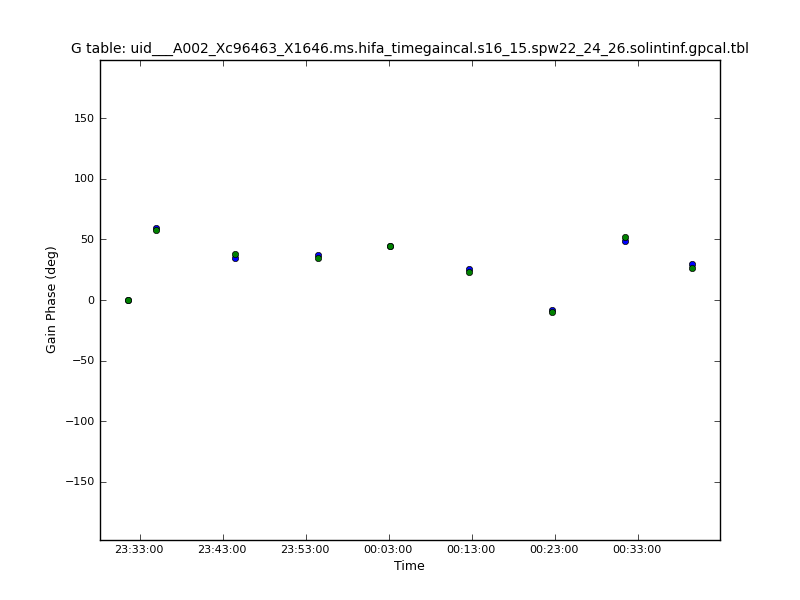 G table: uid___A002_Xc96463_X1646.ms.hifa_timegaincal.s16_15.spw22_24_26.solintinf.gpcal.tbl
150
100
50
0
−50
−100
−150
Gain Phase (deg)
23:33:00 23:43:00 23:53:00 00:03:00 00:13:00 00:23:00 00:33:00
Time